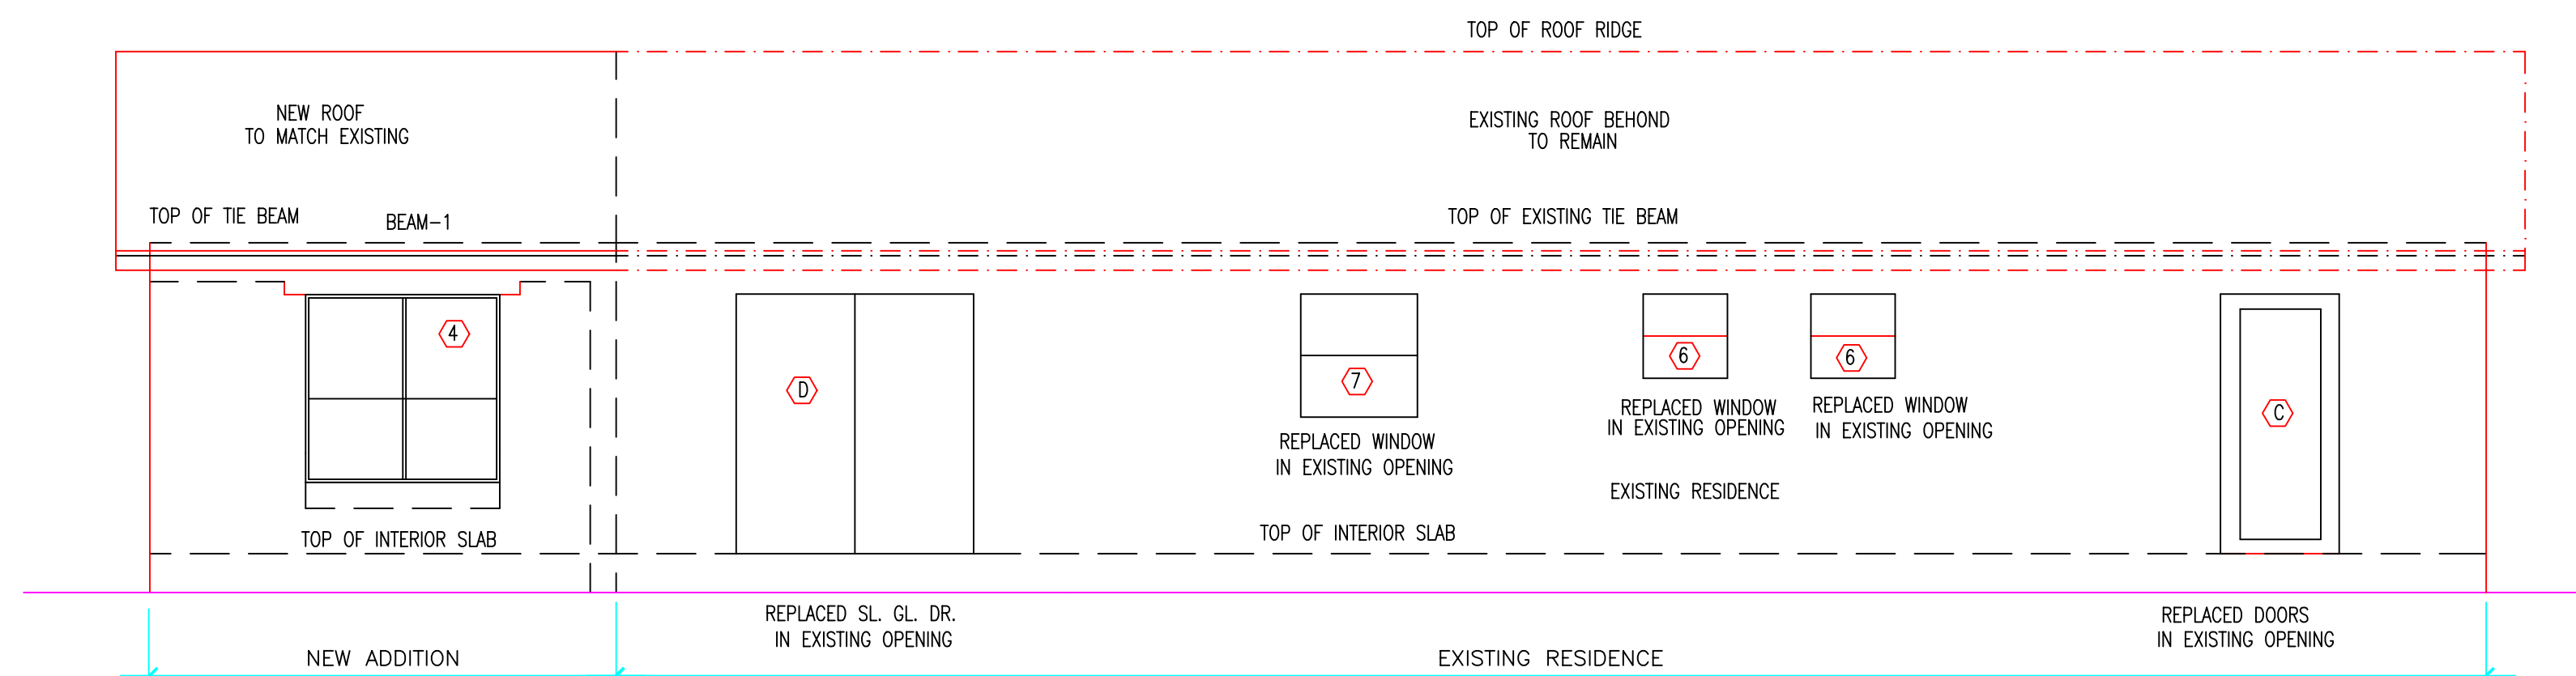 TOP OF ROOF RIDGE
NEW ROOF
TO MATCH EXISTING
EXISTING ROOF BEHOND
TO REMAIN
TOP OF TIE BEAM
BEAM-1
TOP OF EXISTING TIE BEAM
4
D
7
6
6
C
REPLACED WINDOW
IN EXISTING OPENING
REPLACED WINDOW
IN EXISTING OPENING
REPLACED WINDOW
IN EXISTING OPENING
EXISTING RESIDENCE
TOP OF INTERIOR SLAB
TOP OF INTERIOR SLAB
REPLACED SL. GL. DR.
IN EXISTING OPENING
REPLACED DOORS
IN EXISTING OPENING
NEW ADDITION
EXISTING RESIDENCE